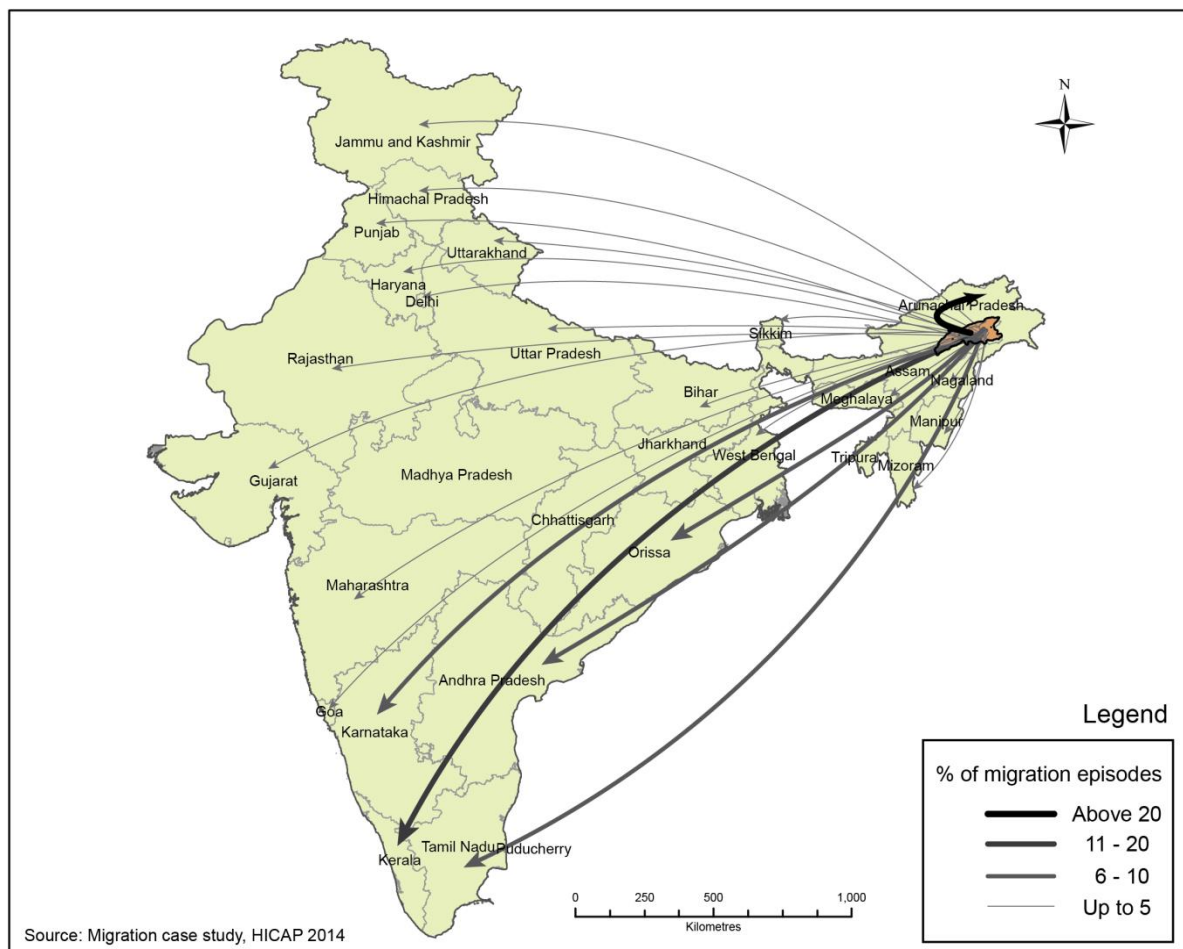 N
Jammu and Kashmir
Himachal Pradesh
Punjab
Uttarakhand
Haryana
Delhi
Arunachal Pradesh
Sikkim
Rajasthan
Uttar Pradesh
Assam
Nagaland
Bihar
Meghalaya
Manipur
Jharkhand
West Bengal
Tripura
Mizoram
Madhya Pradesh
Gujarat
Chhattisgarh
Orissa
Maharashtra
Andhra Pradesh
Goa
Karnataka
Tamil Nadu
Puducherry
Kerala
Legend
% of migration episodes
Above 20
11 - 20
6 - 10
Up to 5
0 250 500 1,000
Kilometres
Source: Migration case study, HICAP 2014